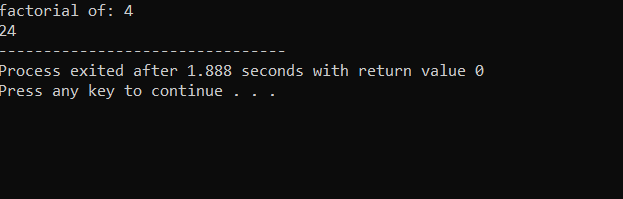 factorial of: 4
24
--------------------------------
Process exited after 1.888 seconds with return value 0
Press any key to continue . . .